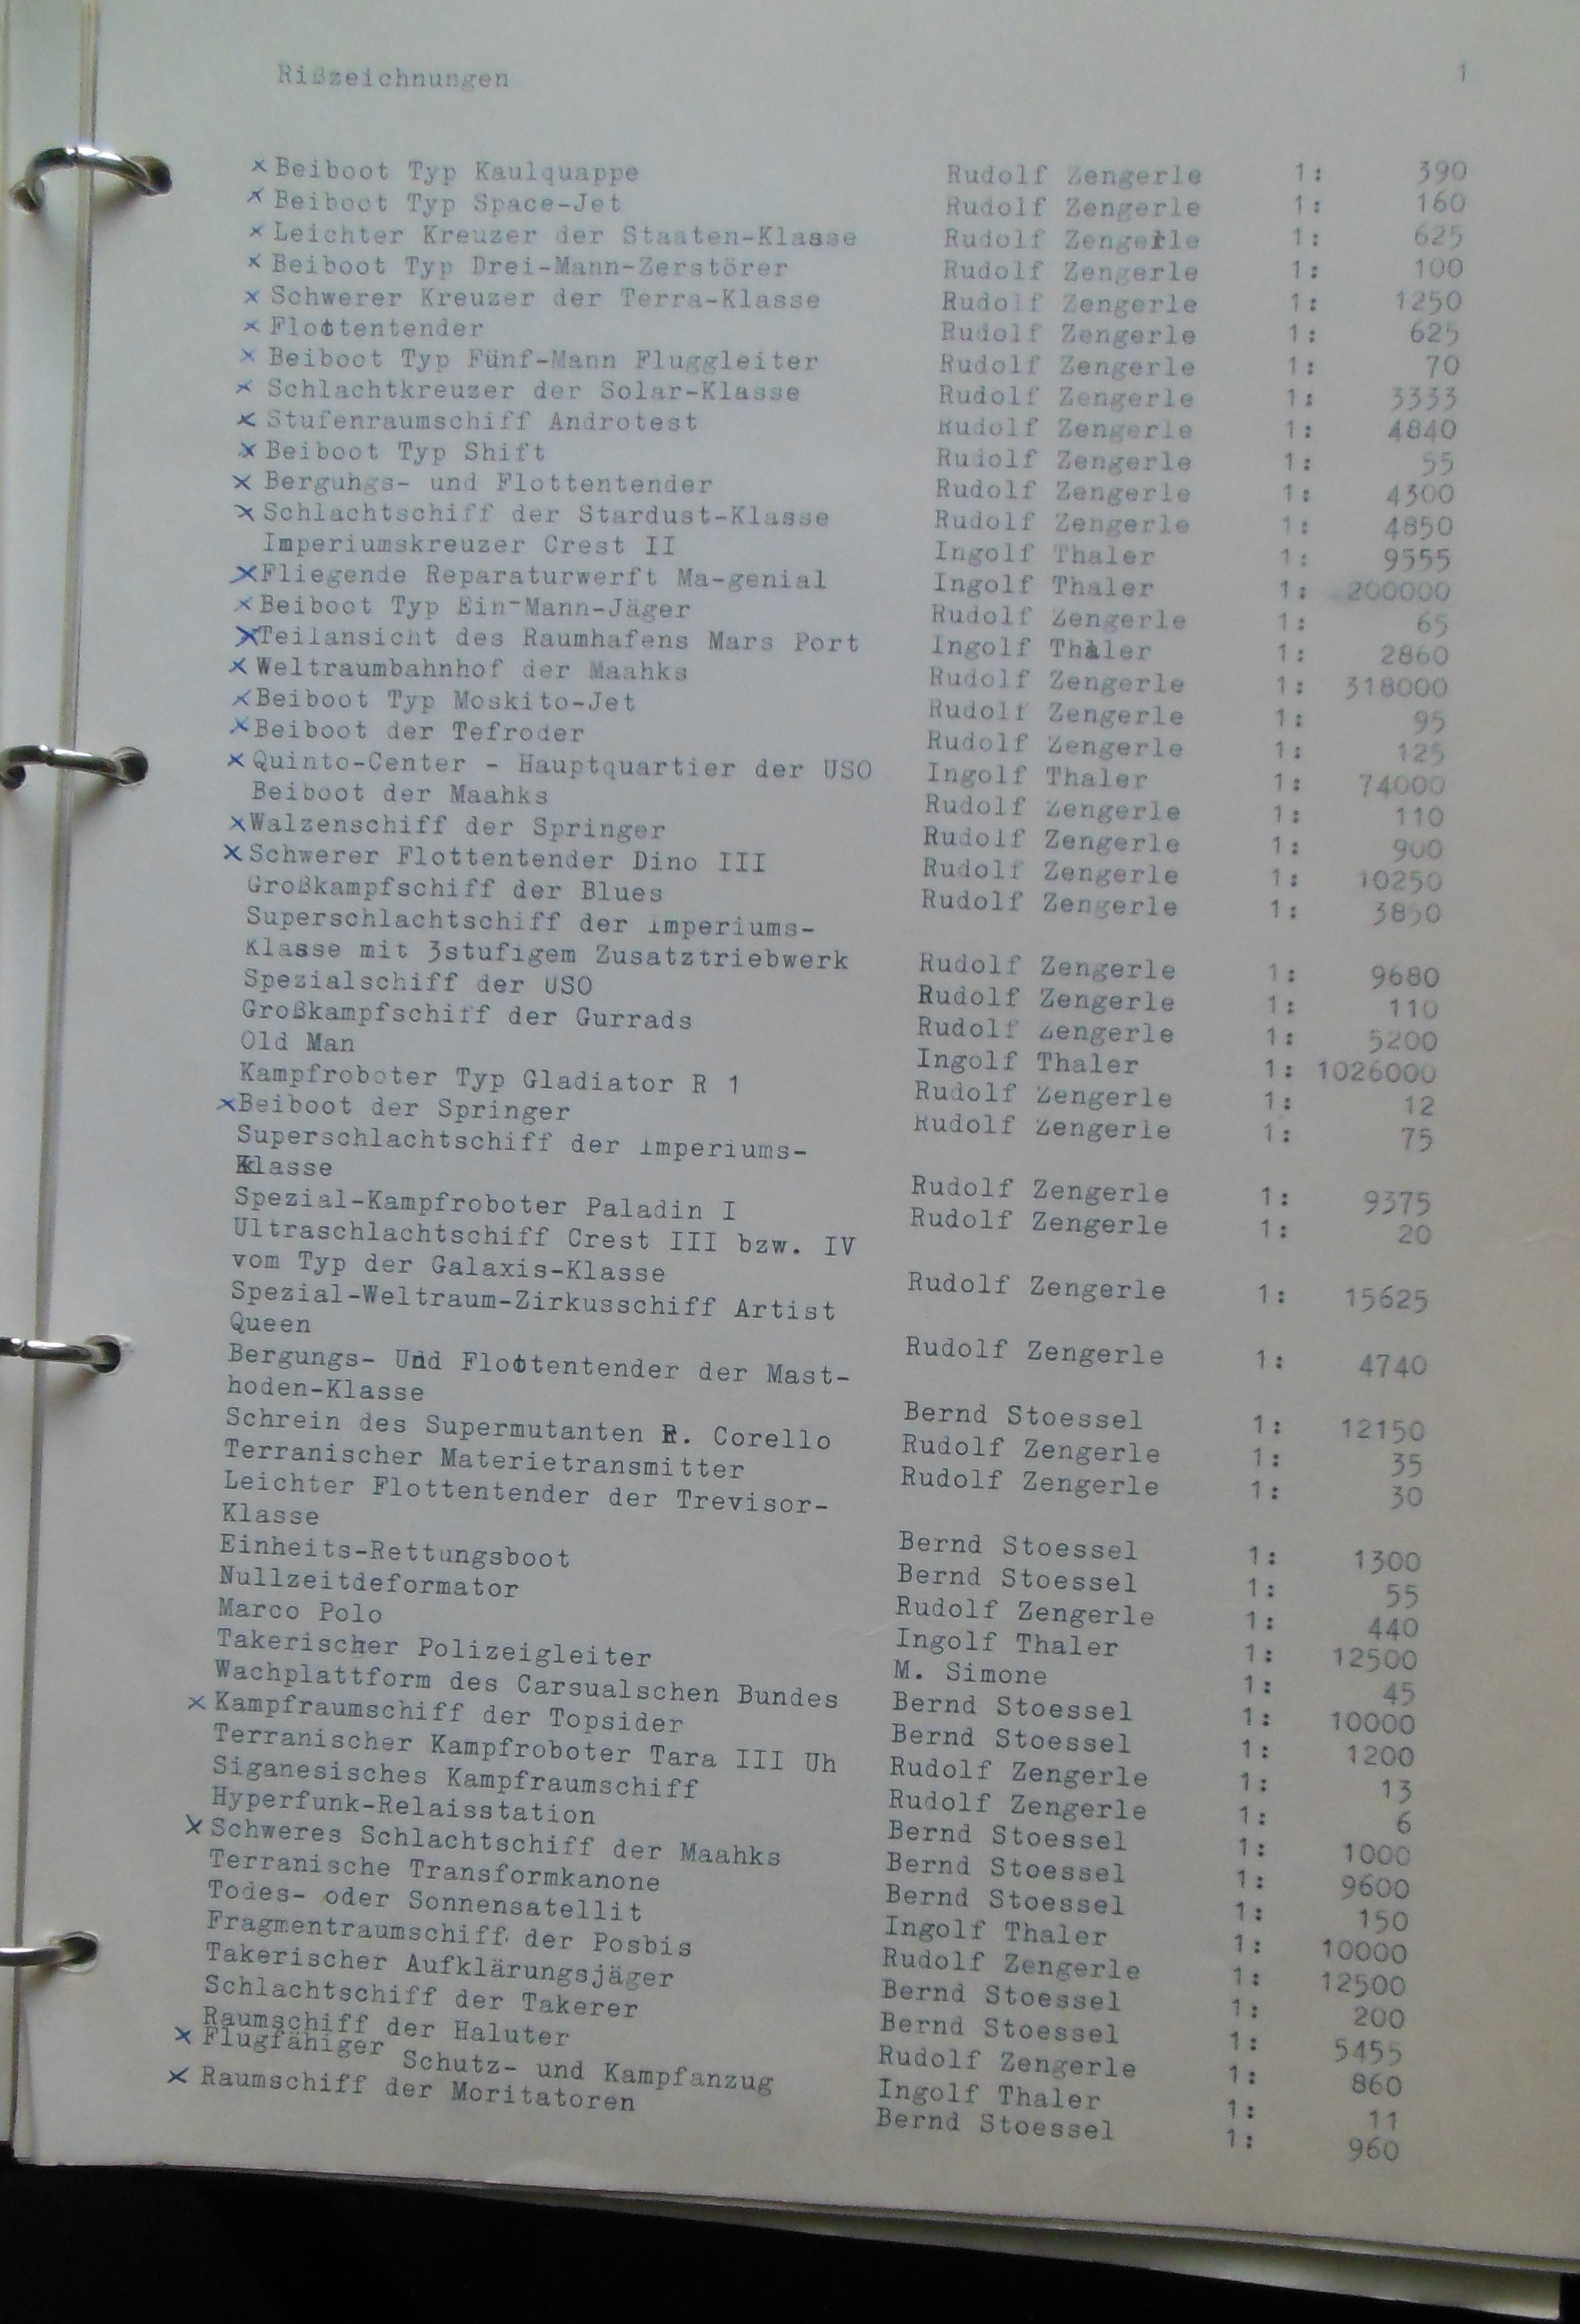 Rißzeichnungen 1
× Beiboot Typ Kaulquappe Rudolf Zengerle 1: 390
× Beiboot Typ Space-Jet Rudolf Zengerle 1: 160
× Leichter Kreuzer der Staaten-Klasse Rudolf Zengerle 1: 625
× Beiboot Typ Drei-Mann-Zerstörer Rudolf Zengerle 1: 100
× Schwerer Kreuzer der Terra-Klasse Rudolf Zengerle 1: 1250
× Flottentender Rudolf Zengerle 1: 625
× Beiboot Typ Fünf-Mann Fluggleiter Rudolf Zengerle 1: 70
× Schlachtkreuzer der Solar-Klasse Rudolf Zengerle 1: 3333
× Stufenraumschiff Androtest Rudolf Zengerle 1: 4840
× Beiboot Typ Shift Rudolf Zengerle 1: 55
× Bergungs- und Flottentender Rudolf Zengerle 1: 4300
× Schlachtschiff der Stardust-Klasse Rudolf Zengerle 1: 4850
Imperiumskreuzer Crest II Ingolf Thaler 1: 9555
× Fliegende Reparaturwerft Ma-genial Ingolf Thaler 1: 200000
× Beiboot Typ Ein-Mann-Jäger Rudolf Zengerle 1: 65
× Teilansicht des Raumhafens Mars Port Ingolf Thaler 1: 2860
× Weltraumbahnhof der Maahks Rudolf Zengerle 1: 318000
× Beiboot Typ Moskito-Jet Rudolf Zengerle 1: 95
× Beiboot der Tefroder Rudolf Zengerle 1: 125
× Quinto-Center - Hauptquartier der USO Ingolf Thaler 1: 74000
Beiboot der Maahks Rudolf Zengerle 1: 110
× Walzenschiff der Springer Rudolf Zengerle 1: 900
× Schwerer Flottentender Dino III Rudolf Zengerle 1: 10250
Großkampfschiff der Blues Rudolf Zengerle 1: 3850
Superschlachtschiff der Imperiums-
Klasse mit 3stufigem Zusatztriebwerk Rudolf Zengerle 1: 9680
Spezialschiff der USO Rudolf Zengerle 1: 110
Großkampfschiff der Gurrads Rudolf Zengerle 1: 5200
Old Man Ingolf Thaler 1: 1026000
Kampfroboter Typ Gladiator R 1 Rudolf Zengerle 1: 12
× Beiboot der Springer Rudolf Zengerle 1: 75
Superschlachtschiff der Imperiums-
Klasse Rudolf Zengerle 1: 9375
Spezial-Kampfroboter Paladin I Rudolf Zengerle 1: 20
Ultraschlachtschiff Crest III bzw. IV
vom Typ der Galaxis-Klasse Rudolf Zengerle 1: 15625
Spezial-Weltraum-Zirkusschiff Artist
Queen Rudolf Zengerle 1: 4740
Bergungs- Und Flottentender der Mast-
hoden-Klasse Bernd Stoessel 1: 12150
Schrein des Supermutanten R. Corello Rudolf Zengerle 1: 35
Terranischer Materietransmitter Rudolf Zengerle 1: 30
Leichter Flottentender der Trevisor-
Klasse Bernd Stoessel 1: 1300
Einheits-Rettungsboot Bernd Stoessel 1: 55
Nullzeitdeformator Rudolf Zengerle 1: 440
Marco Polo Ingolf Thaler 1: 12500
Takerischer Polizeigleiter M. Simone 1: 45
Wachplattform des Carsualschen Bundes Bernd Stoessel 1: 10000
× Kampfraumschiff der Topsider Bernd Stoessel 1: 1200
Terranischer Kampfroboter Tara III Uh Rudolf Zengerle 1: 13
Siganesisches Kampfraumschiff Rudolf Zengerle 1: 6
Hyperfunk-Relaisstation Bernd Stoessel 1: 1000
× Schweres Schlachtschiff der Maahks Bernd Stoessel 1: 9600
Terranische Transformkanone Bernd Stoessel 1: 150
Todes- oder Sonnensatellit Ingolf Thaler 1: 10000
Fragmentraumschiff der Posbis Rudolf Zengerle 1: 12500
Takerischer Aufklärungsjäger Bernd Stoessel 1: 200
Schlachtschiff der Takerer Bernd Stoessel 1: 5455
Raumschiff der Haluter Rudolf Zengerle 1: 860
× Flugfähiger Schutz- und Kampfanzug Ingolf Thaler 1: 11
× Raumschiff der Moritatoren Bernd Stoessel 1: 960